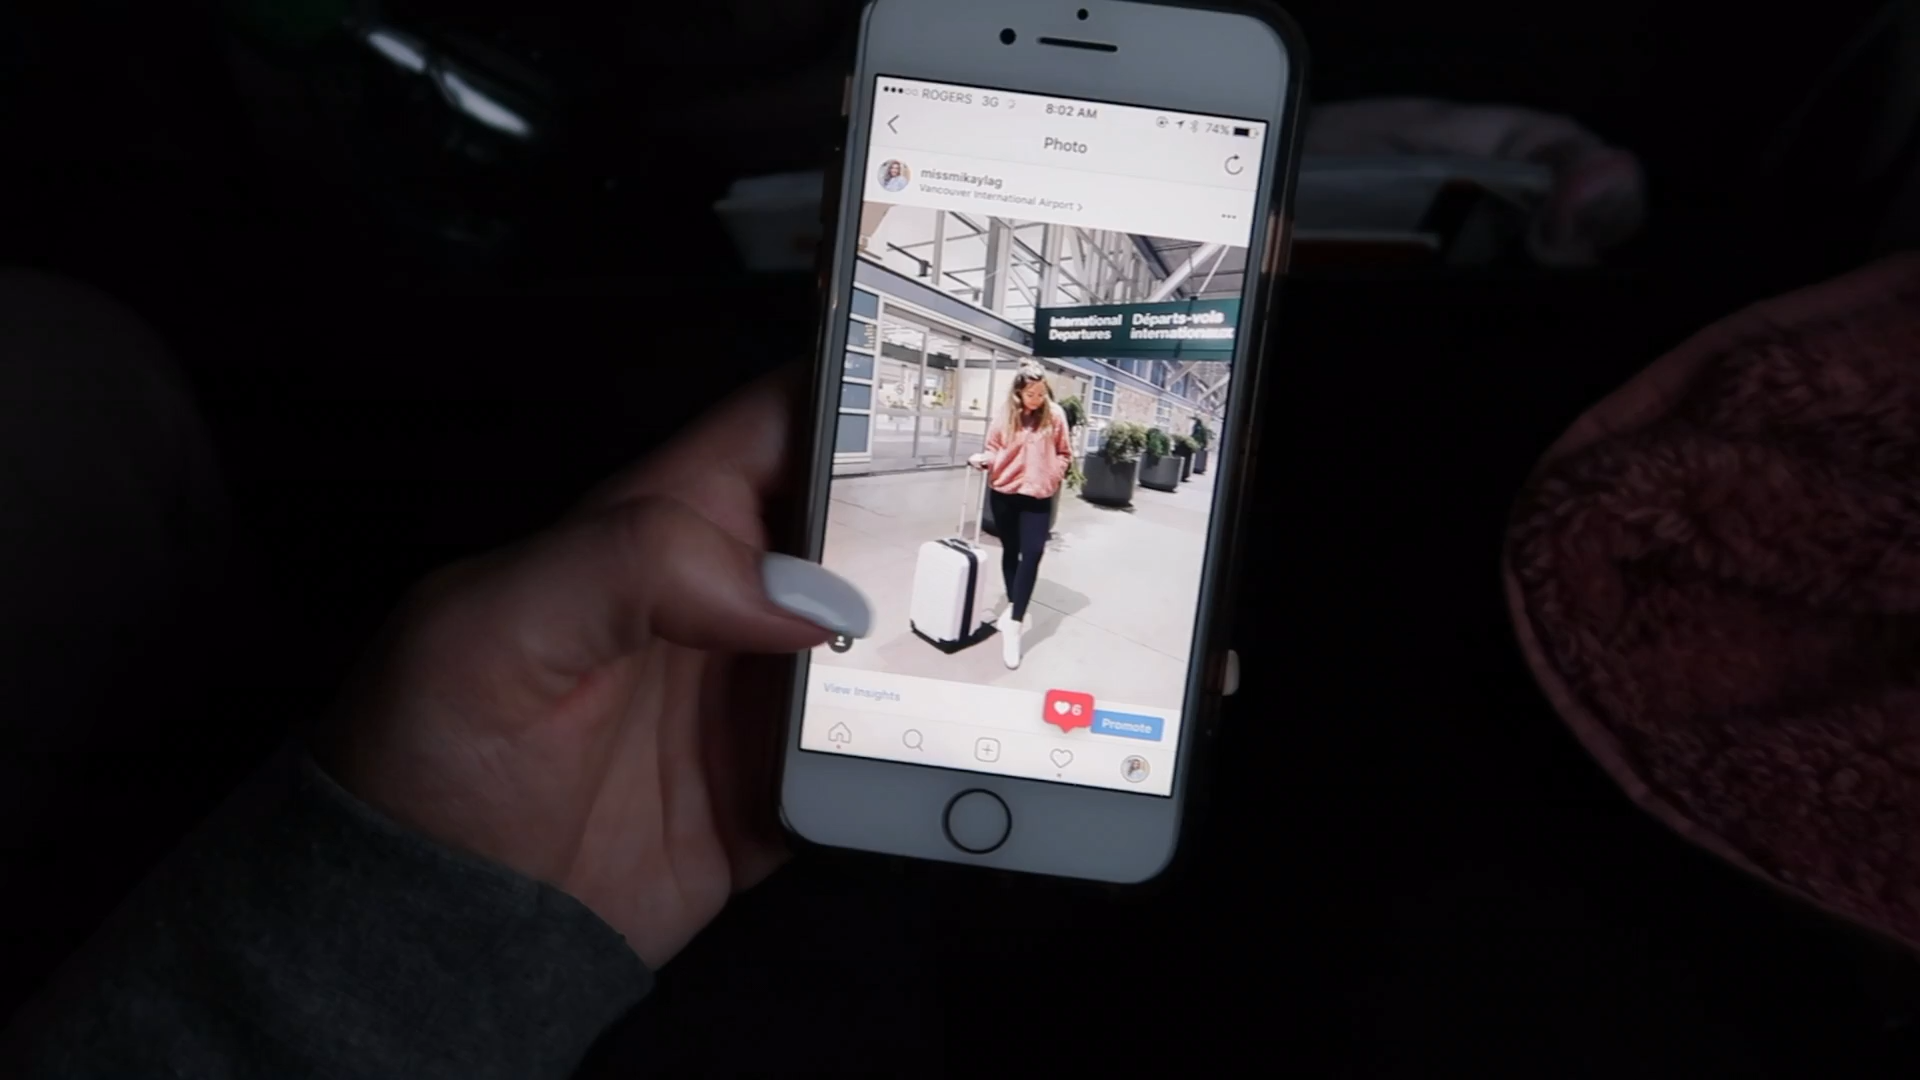 ROGERS 3G 8:02 AM 74%
Photo
missmikaylag
Vancouver International Airport >
International Départs-vols
Departures internationaux
View Insights
6
Promote